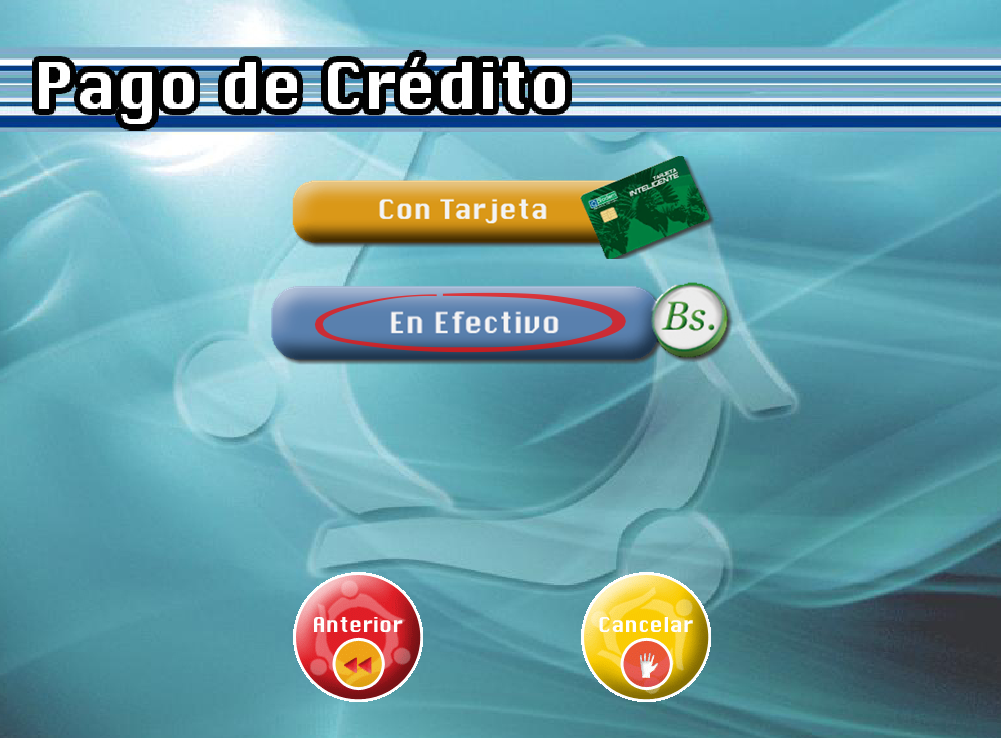 Pago de Crédito
TARJETA
INTELIGENTE
Con Tarjeta
En Efectivo
Bs.
Anterior
Cancelar